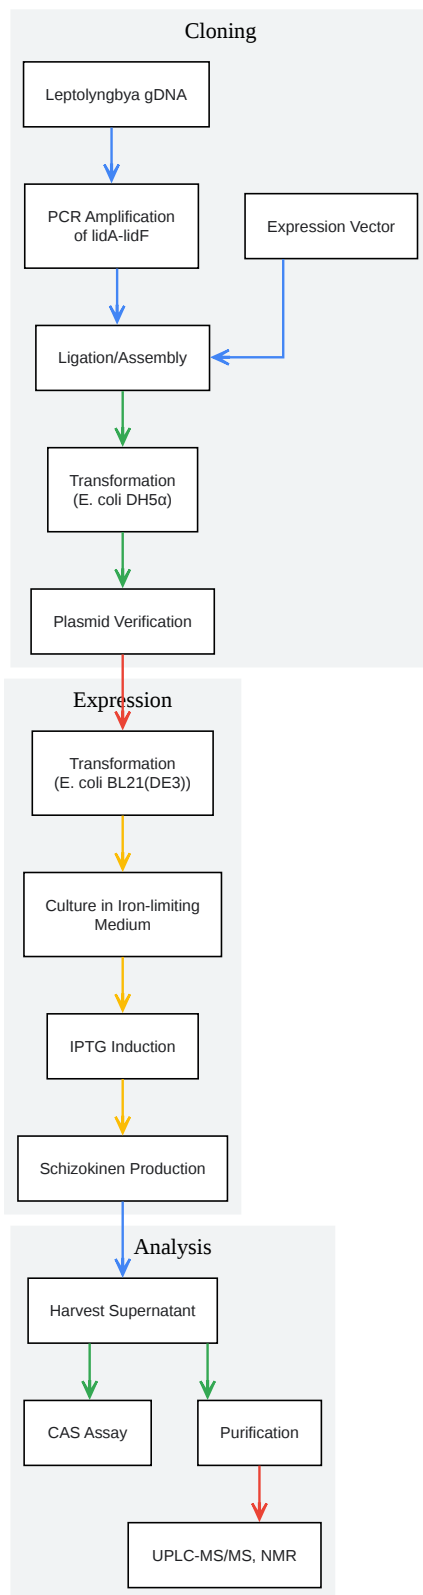 Cloning
Leptolyngbya gDNA
PCR Amplification
of lidA-lidF
Expression Vector
Ligation/Assembly
Transformation
(E. coli DH5α)
Plasmid Verification
Expression
Transformation
(E. coli BL21(DE3))
Culture in Iron-limiting
Medium
IPTG Induction
Schizokinen Production
Analysis
Harvest Supernatant
CAS Assay
Purification
UPLC-MS/MS, NMR